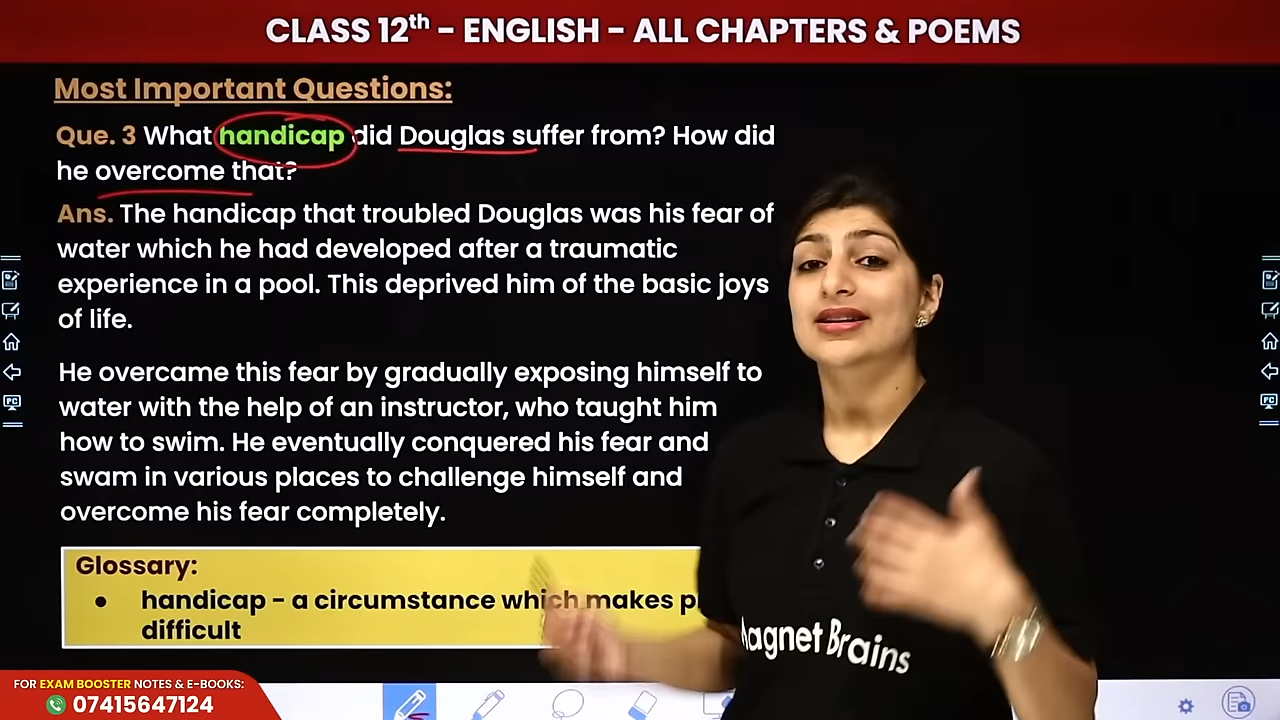 CLASS 12th - ENGLISH - ALL CHAPTERS & POEMS
Most Important Questions:
Que. 3 What handicap did Douglas suffer from? How did
he overcome that?
Ans. The handicap that troubled Douglas was his fear of
water which he had developed after a traumatic
experience in a pool. This deprived him of the basic joys
of life.
He overcame this fear by gradually exposing himself to
water with the help of an instructor, who taught him
how to swim. He eventually conquered his fear and
swam in various places to challenge himself and
overcome his fear completely.
Glossary:
● handicap - a circumstance which makes
difficult
Magnet Brains
FOR EXAM BOOSTER NOTES & E-BOOKS:
07415647124
PC
PC